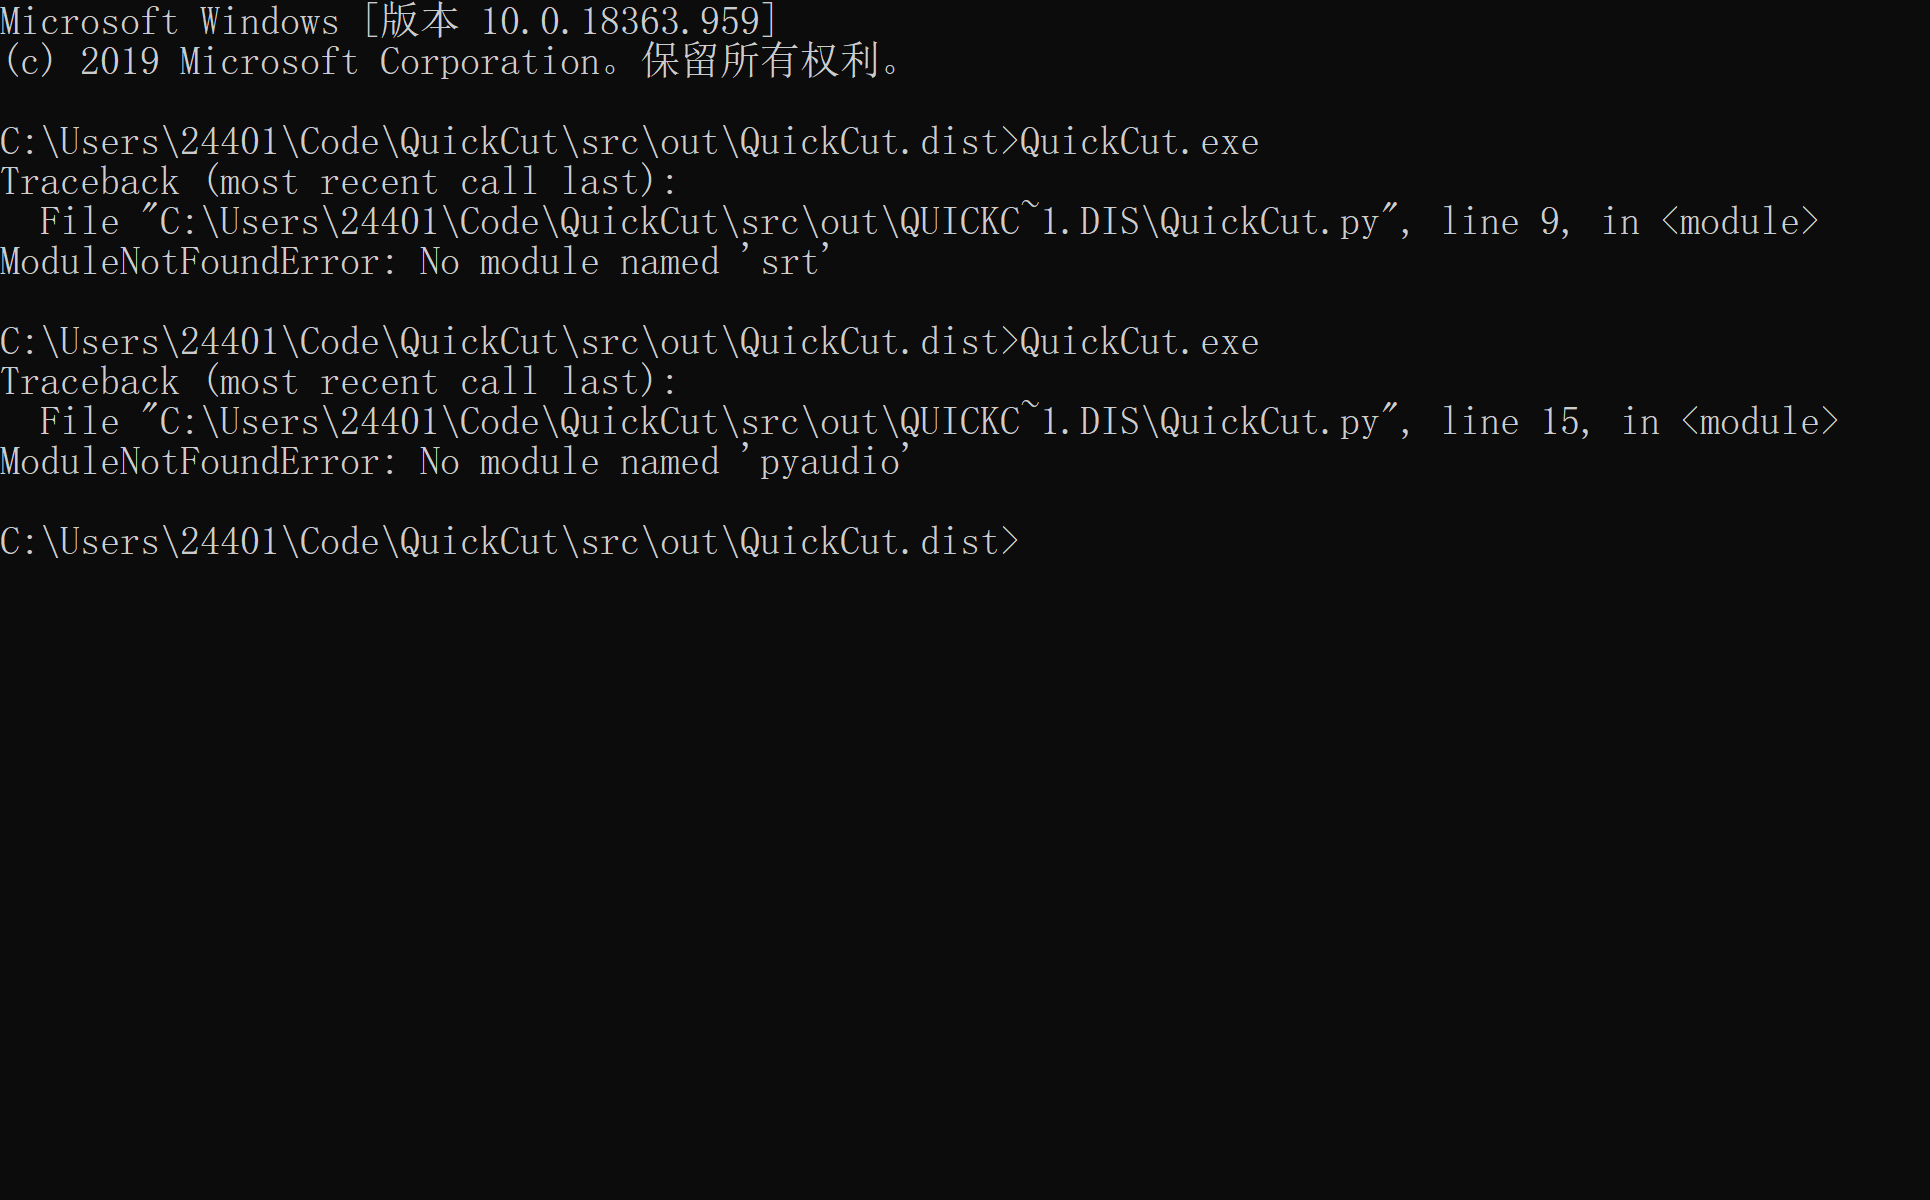 Microsoft Windows [版本 10.0.18363.959]
(c) 2019 Microsoft Corporation。保留所有权利。
C:\Users\24401\Code\QuickCut\src\out\QuickCut.dist>QuickCut.exe
Traceback (most recent call last):
  File "C:\Users\24401\Code\QuickCut\src\out\QUICKC~1.DIS\QuickCut.py", line 9, in <module>
ModuleNotFoundError: No module named 'srt'
C:\Users\24401\Code\QuickCut\src\out\QuickCut.dist>QuickCut.exe
Traceback (most recent call last):
  File "C:\Users\24401\Code\QuickCut\src\out\QUICKC~1.DIS\QuickCut.py", line 15, in <module>
ModuleNotFoundError: No module named 'pyaudio'
C:\Users\24401\Code\QuickCut\src\out\QuickCut.dist>